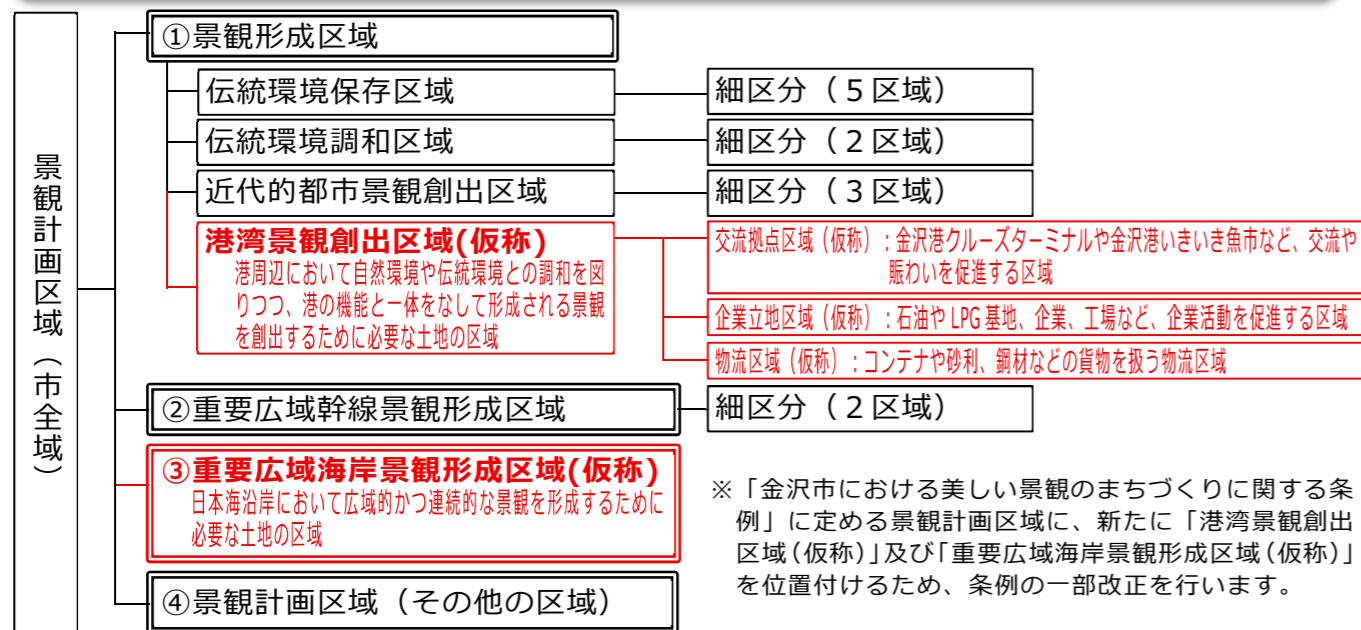 景観計画区域（市全域）
①景観形成区域
伝統環境保存区域
細区分（５区域）
伝統環境調和区域
細区分（２区域）
近代的都市景観創出区域
細区分（３区域）
港湾景観創出区域(仮称)
港周辺において自然環境や伝統環境との調和を図
りつつ、港の機能と一体をなして形成される景観
を創出するために必要な土地の区域
交流拠点区域（仮称）：金沢港クルーズターミナルや金沢港いきいき魚市など、交流や
賑わいを促進する区域
企業立地区域（仮称）：石油や LPG 基地、企業、工場など、企業活動を促進する区域
物流区域（仮称）：コンテナや砂利、鋼材などの貨物を扱う物流区域
②重要広域幹線景観形成区域
細区分（２区域）
③重要広域海岸景観形成区域(仮称)
日本海沿岸において広域的かつ連続的な景観を形成するために
必要な土地の区域
④景観計画区域（その他の区域）
※「金沢市における美しい景観のまちづくりに関する条
例」に定める景観計画区域に、新たに「港湾景観創出
区域（仮称）」及び「重要広域海岸景観形成区域（仮称）」
を位置付けるため、条例の一部改正を行います。